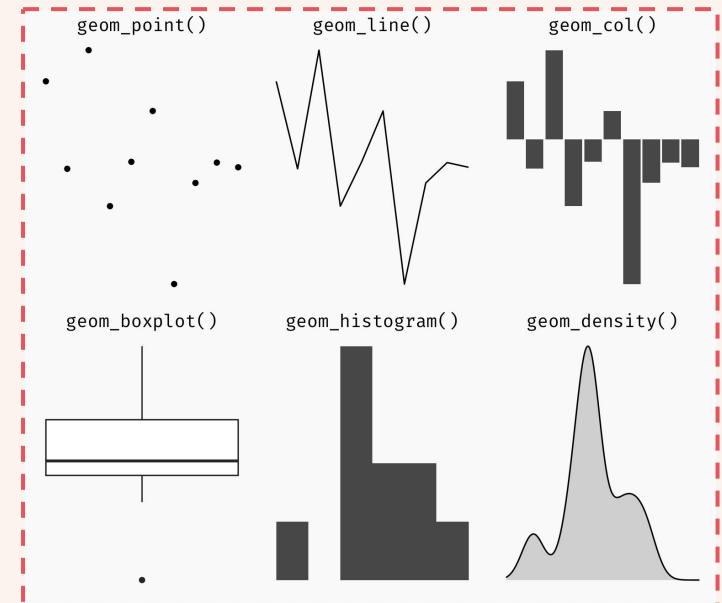 geom_point()
geom_line()
geom_col()
geom_boxplot()
geom_histogram()
geom_density()